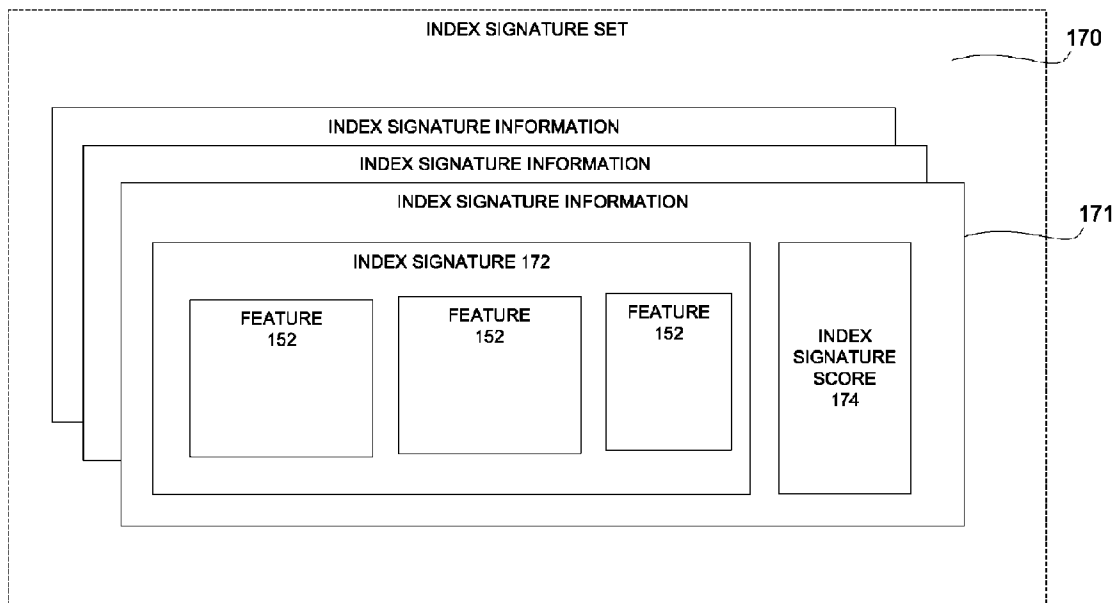 INDEX SIGNATURE SET
170
INDEX SIGNATURE INFORMATION
INDEX SIGNATURE INFORMATION
INDEX SIGNATURE INFORMATION
171
INDEX SIGNATURE 172
FEATURE
152
FEATURE
152
FEATURE
152
INDEX
SIGNATURE
SCORE
174